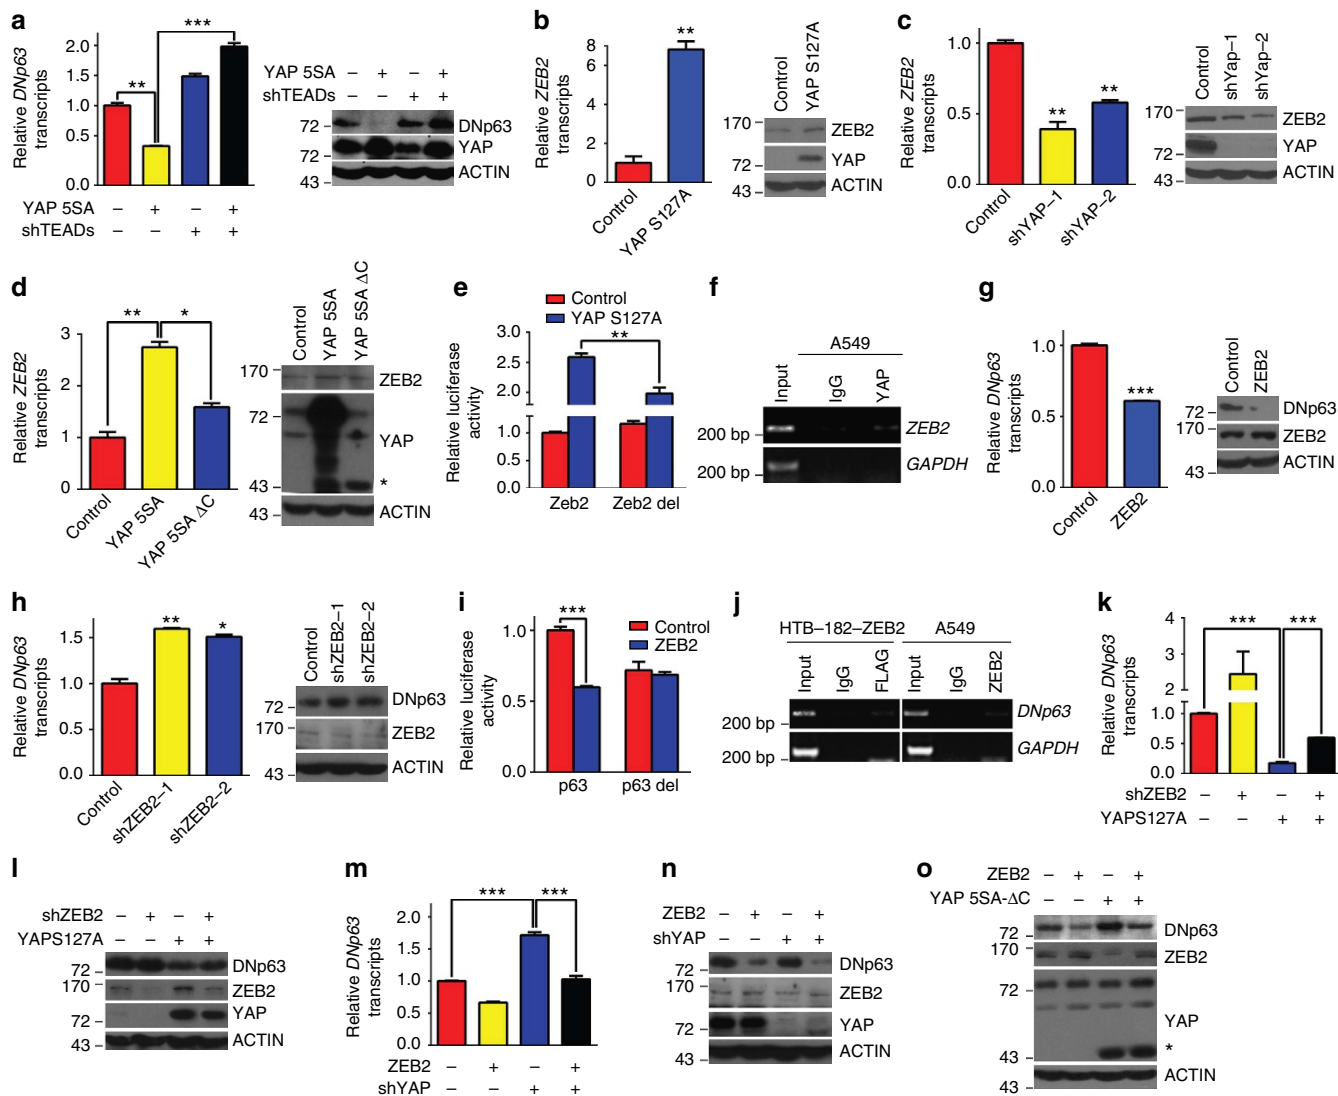 a
Relative DNp63 transcripts
2.0
1.5
1.0
0.5
0.0
**
***
YAP 5SA – + – +
shTEADs – – + +
YAP 5SA – + – +
shTEADs – – + +
72 DNp63
72 YAP
43 ACTIN
b
Relative ZEB2 transcripts
8
6
4
2
0
**
Control
YAP S127A
Control
YAP S127A
170 ZEB2
72 YAP
43 ACTIN
c
Relative ZEB2 transcripts
1.0
0.5
0.0
**
**
Control
shYAP–1
shYAP–2
Control
shYap–1
shYap–2
170 ZEB2
72 YAP
43 ACTIN
d
Relative ZEB2 transcripts
3
2
1
0
**
*
Control
YAP 5SA
YAP 5SA ΔC
Control
YAP 5SA
YAP 5SA ΔC
170 ZEB2
72 YAP
43 *
43 ACTIN
e
Control
YAP S127A
Relative luciferase activity
3.0
2.5
2.0
1.0
0.5
0.0
**
Zeb2
Zeb2 del
f
A549
Input
IgG
YAP
200 bp ZEB2
200 bp GAPDH
g
Relative DNp63 transcripts
1.0
0.5
0.0
***
Control
ZEB2
Control
ZEB2
72 DNp63
170 ZEB2
43 ACTIN
h
Relative DNp63 transcripts
1.5
1.0
0.5
0.0
**
*
Control
shZEB2–1
shZEB2–2
Control
shZEB2–1
shZEB2–2
72 DNp63
170 ZEB2
43 ACTIN
i
Relative luciferase activity
1.0
0.5
0.0
***
Control
ZEB2
p63
p63 del
j
HTB–182–ZEB2 A549
Input
IgG
FLAG
Input
IgG
ZEB2
200 bp DNp63
200 bp GAPDH
k
Relative DNp63 transcripts
4
3
2
1.0
0.5
0.0
***
***
shZEB2 – + – +
YAPS127A – – + +
l
shZEB2 – + – +
YAPS127A – – + +
72 DNp63
170 ZEB2
72 YAP
43 ACTIN
m
Relative DNp63 transcripts
2.0
1.5
1.0
0.5
0.0
***
***
ZEB2 – + – +
shYAP – – + +
n
ZEB2 – + – +
shYAP – – + +
72 DNp63
170 ZEB2
72 YAP
43 ACTIN
o
ZEB2 – + – +
YAP 5SA-ΔC – – + +
72 DNp63
170 ZEB2
72
YAP
43 *
43 ACTIN